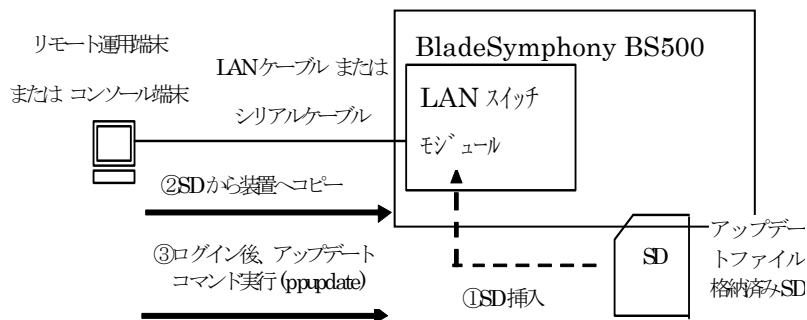 リモート運用端末
または コンソール端末
LANケーブル または
シリアルケーブル
BladeSymphony BS500
LAN スイッチ
モジュール
②SDから装置へコピー
③ログイン後、アップデート
コマンド実行(ppupdate)
①SD挿入
SD
アップデー
トファイル
格納済みSD